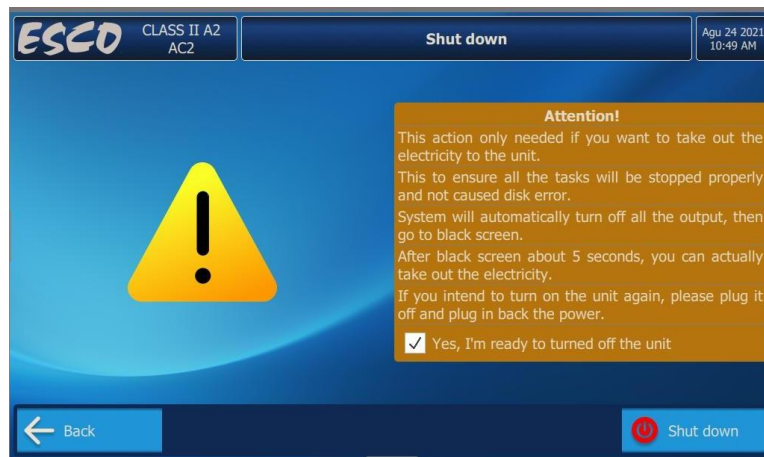 ESCO
CLASS II A2
AC2
Shut down
Agu 24 2021
10:49 AM
Attention!
This action only needed if you want to take out the
electricity to the unit.
This to ensure all the tasks will be stopped properly
and not caused disk error.
System will automatically turn off all the output, then
go to black screen.
After black screen about 5 seconds, you can actually
take out the electricity.
If you intend to turn on the unit again, please plug it
off and plug in back the power.
Yes, I'm ready to turned off the unit
Back
Shut down